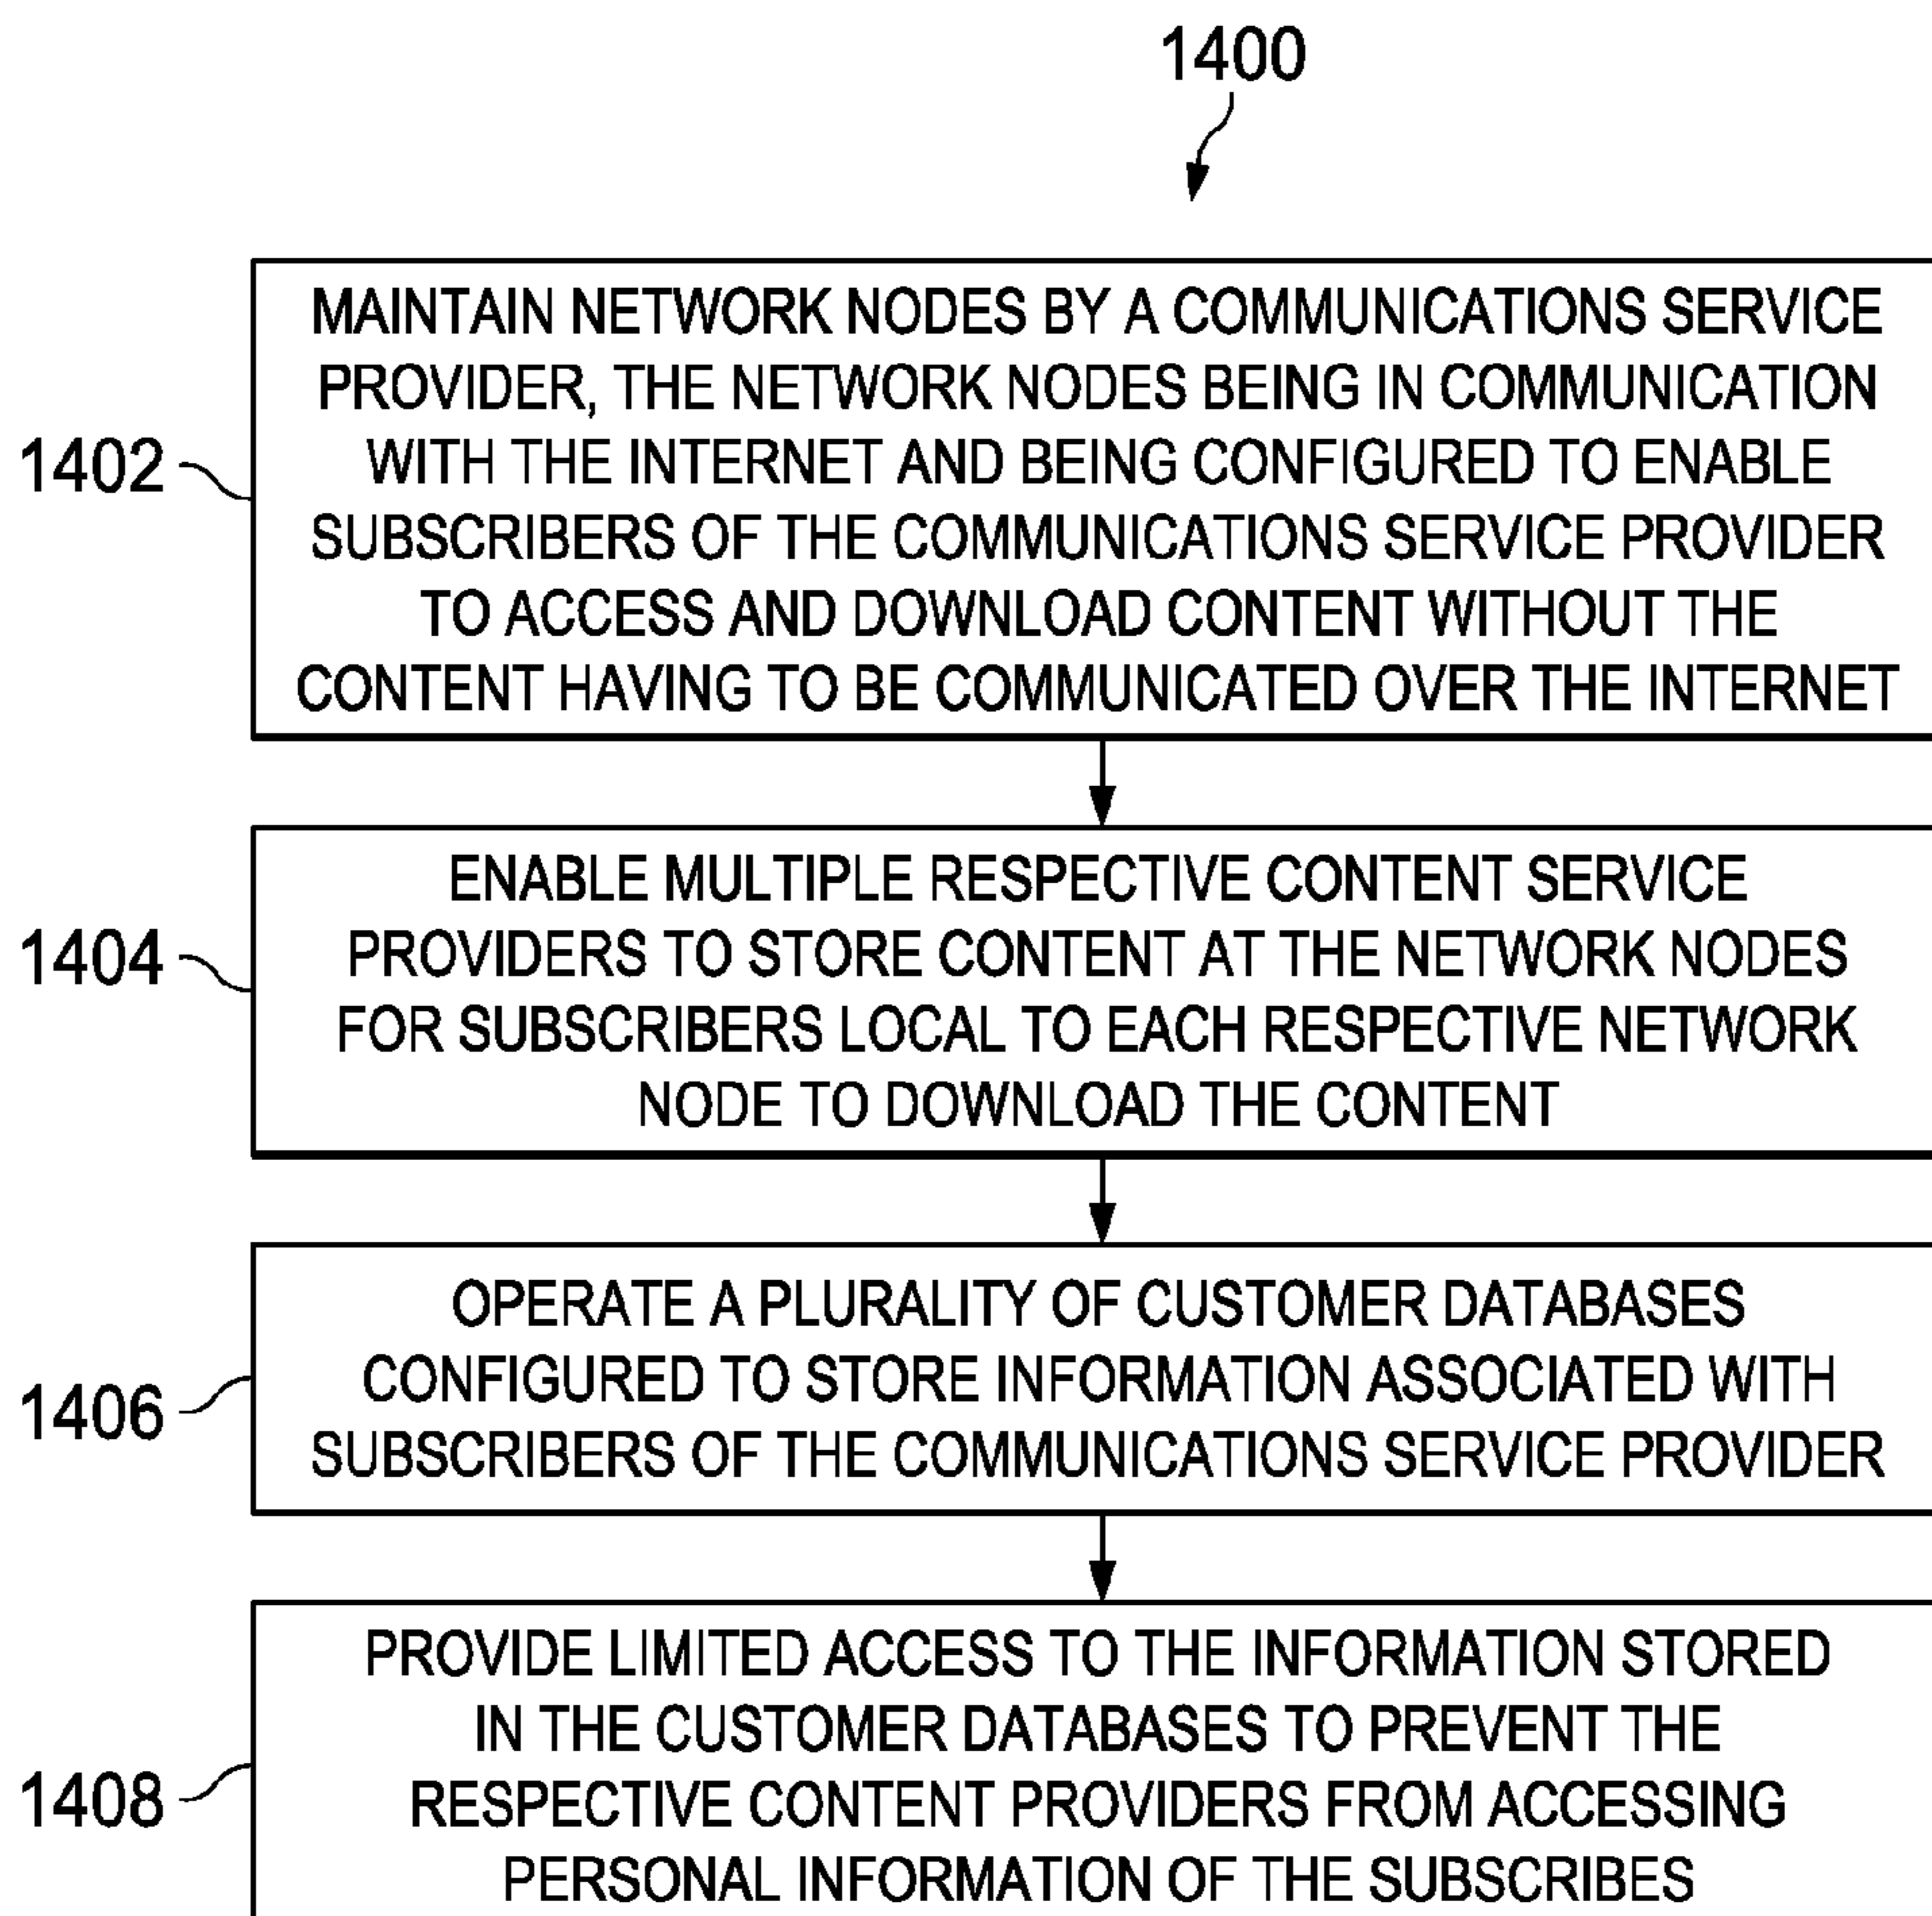 1400
1402
MAINTAIN NETWORK NODES BY A COMMUNICATIONS SERVICE
PROVIDER, THE NETWORK NODES BEING IN COMMUNICATION
WITH THE INTERNET AND BEING CONFIGURED TO ENABLE
SUBSCRIBERS OF THE COMMUNICATIONS SERVICE PROVIDER
TO ACCESS AND DOWNLOAD CONTENT WITHOUT THE
CONTENT HAVING TO BE COMMUNICATED OVER THE INTERNET
1404
ENABLE MULTIPLE RESPECTIVE CONTENT SERVICE
PROVIDERS TO STORE CONTENT AT THE NETWORK NODES
FOR SUBSCRIBERS LOCAL TO EACH RESPECTIVE NETWORK
NODE TO DOWNLOAD THE CONTENT
1406
OPERATE A PLURALITY OF CUSTOMER DATABASES
CONFIGURED TO STORE INFORMATION ASSOCIATED WITH
SUBSCRIBERS OF THE COMMUNICATIONS SERVICE PROVIDER
1408
PROVIDE LIMITED ACCESS TO THE INFORMATION STORED
IN THE CUSTOMER DATABASES TO PREVENT THE
RESPECTIVE CONTENT PROVIDERS FROM ACCESSING
PERSONAL INFORMATION OF THE SUBSCRIBES